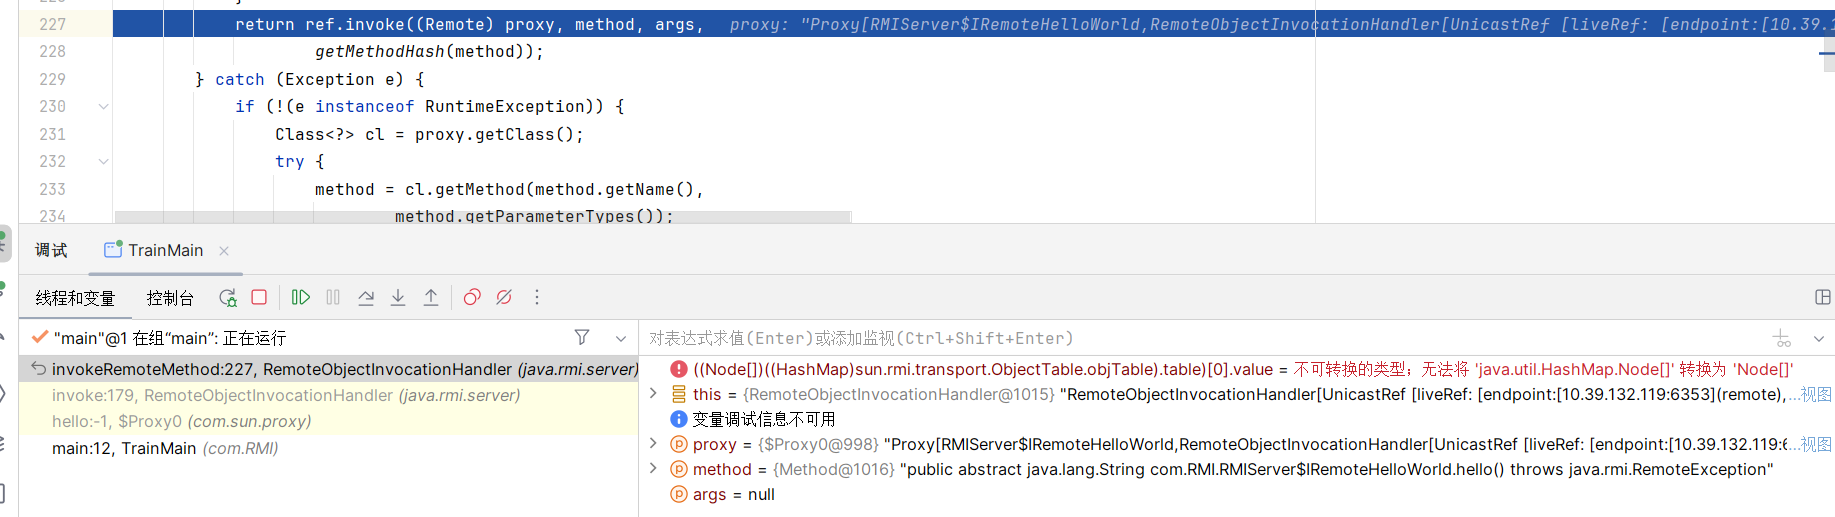 227 return ref.invoke((Remote) proxy, method, args, proxy: "Proxy[RMIServer$IRemoteHelloWorld,RemoteObjectInvocationHandler[UnicastRef [liveRef: [endpoint:[10.39.1
228 getMethodHash(method));
229 } catch (Exception e) {
230 if (!(e instanceof RuntimeException)) {
231 Class<?> cl = proxy.getClass();
232 try {
233 method = cl.getMethod(method.getName(),
234 method.getParameterTypes());
调试 TrainMain
线程和变量 控制台
"main"@1 在组“main”: 正在运行
对表达式求值(Enter)或添加监视(Ctrl+Shift+Enter)
invokeRemoteMethod:227, RemoteObjectInvocationHandler (java.rmi.server)
invoke:179, RemoteObjectInvocationHandler (java.rmi.server)
hello:-1, $Proxy0 (com.sun.proxy)
main:12, TrainMain (com.RMI)
((Node[])((HashMap)sun.rmi.transport.ObjectTable.objTable).table)[0].value = 不可转换的类型；无法将 'java.util.HashMap.Node[]' 转换为 'Node[]'
this = {RemoteObjectInvocationHandler@1015} "RemoteObjectInvocationHandler[UnicastRef [liveRef: [endpoint:[10.39.132.119:6353](remote),...视图
变量调试信息不可用
proxy = {$Proxy0@998} "Proxy[RMIServer$IRemoteHelloWorld,RemoteObjectInvocationHandler[UnicastRef [liveRef: [endpoint:[10.39.132.119:6...视图
method = {Method@1016} "public abstract java.lang.String com.RMI.RMIServer$IRemoteHelloWorld.hello() throws java.rmi.RemoteException"
args = null